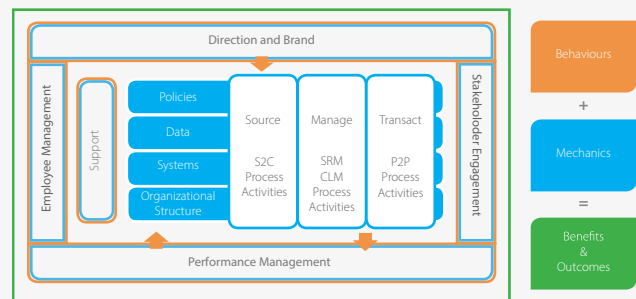 Direction and Brand
Employee Management
Support
Policies
Data
Systems
Organizational
Structure
Source
S2C
Process
Activities
Manage
SRM
CLM
Process
Activities
Transact
P2P
Process
Activities
Stakeholoder Engagement
Performance Management
Behaviours
+
Mechanics
=
Benefits
&
Outcomes